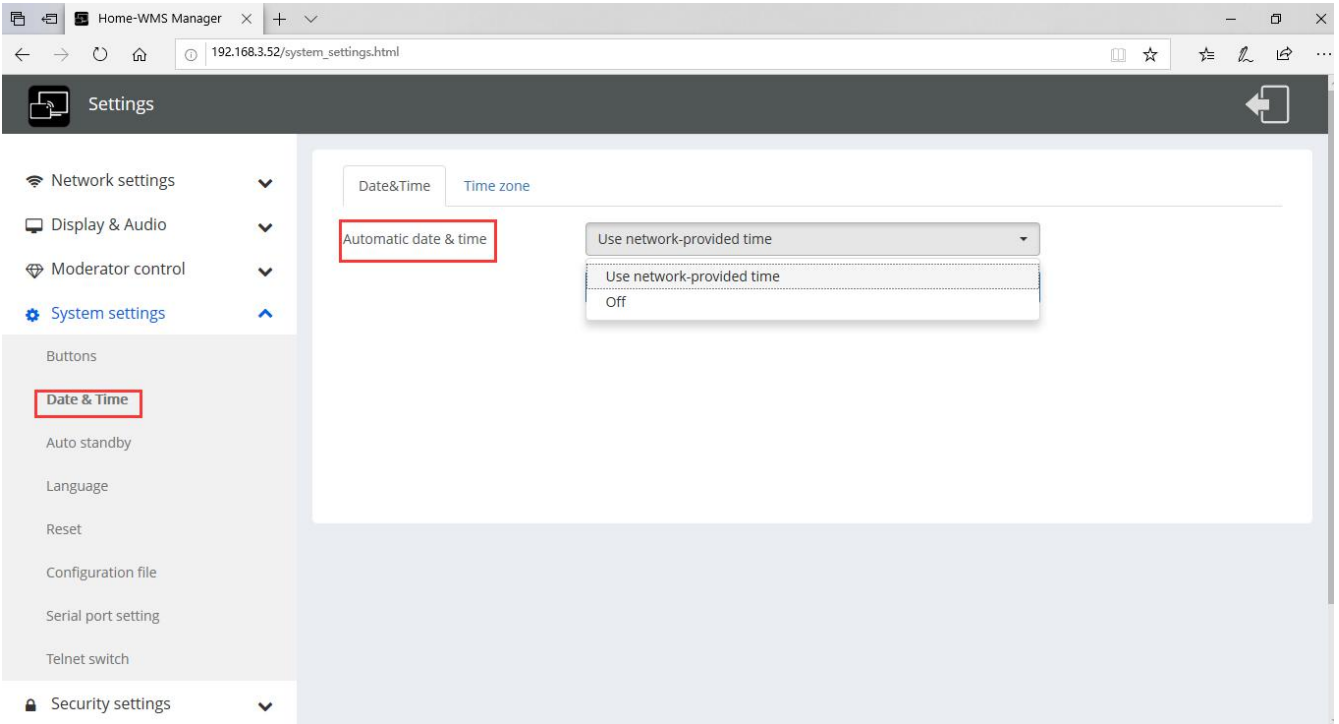 Home-WMS Manager
192.168.3.52/system_settings.html
Settings
Network settings
Display & Audio
Moderator control
System settings
Buttons
Date & Time
Auto standby
Language
Reset
Configuration file
Serial port setting
Telnet switch
Security settings
Date&Time
Time zone
Automatic date & time
Use network-provided time
Use network-provided time
Off